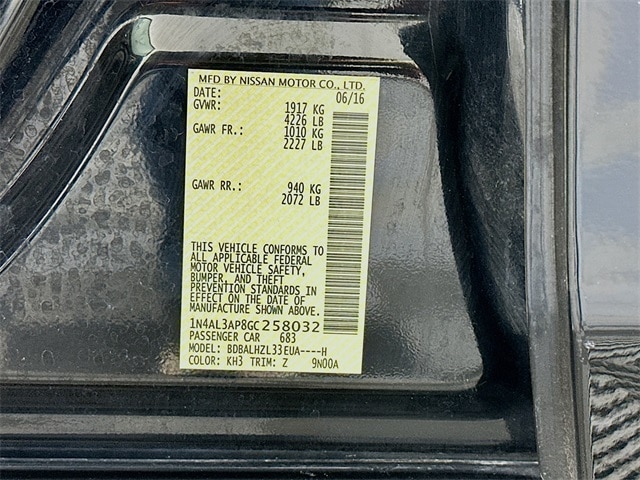 MFD BY NISSAN MOTOR CO., LTD.
DATE: 06/16
GVWR: 1917 KG
4226 LB
GAWR FR.: 1010 KG
2227 LB
GAWR RR.: 940 KG
2072 LB
THIS VEHICLE CONFORMS TO
ALL APPLICABLE FEDERAL
MOTOR VEHICLE SAFETY,
BUMPER, AND THEFT
PREVENTION STANDARDS IN
EFFECT ON THE DATE OF
MANUFACTURE SHOWN ABOVE.
1N4AL3AP8GC258032
PASSENGER CAR 683
MODEL: BDBALHZL33EUA----H
COLOR: KH3 TRIM: Z 9N00A